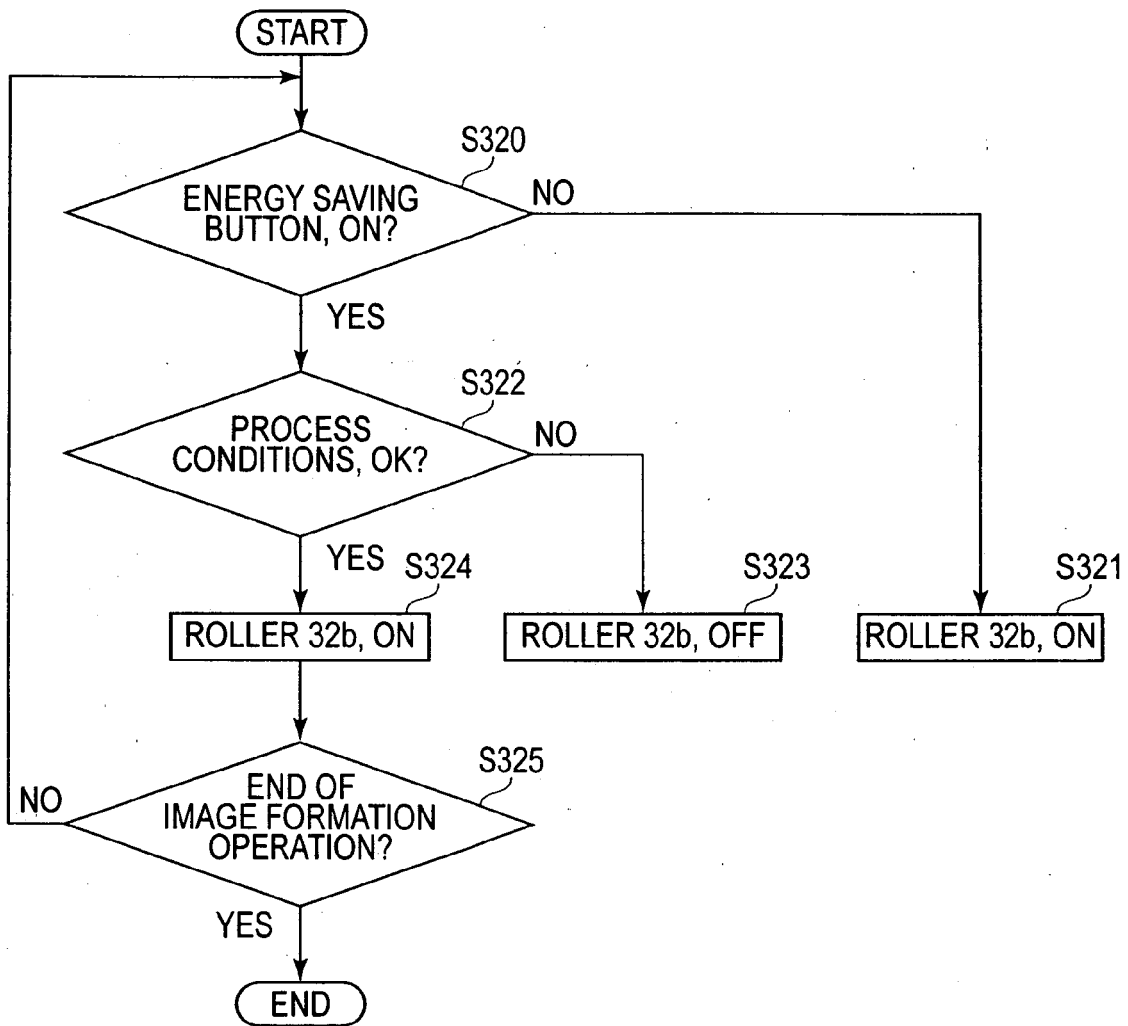 START
S320
ENERGY SAVING
BUTTON, ON?
NO
YES
S322
PROCESS
CONDITIONS, OK?
NO
YES
S324
S323
S321
ROLLER 32b, ON
ROLLER 32b, OFF
ROLLER 32b, ON
S325
END OF
IMAGE FORMATION
OPERATION?
NO
YES
END